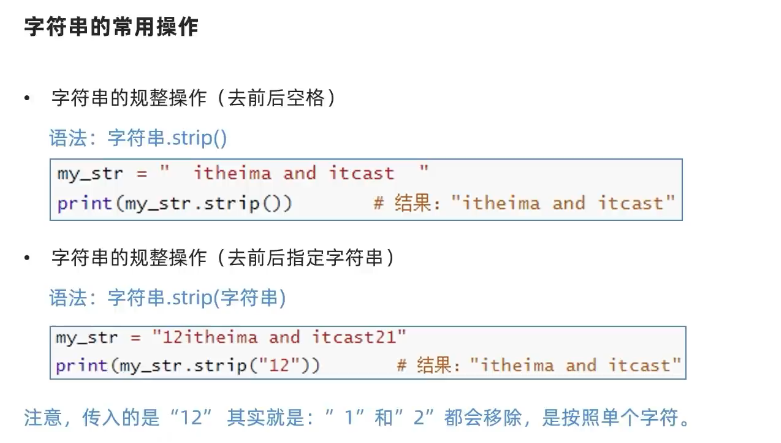 字符串的常用操作
• 字符串的规整操作（去前后空格）
语法：字符串.strip()
my_str = "  itheima and itcast  "
print(my_str.strip())       # 结果："itheima and itcast"
• 字符串的规整操作（去前后指定字符串）
语法：字符串.strip(字符串)
my_str = "12itheima and itcast21"
print(my_str.strip("12"))       # 结果："itheima and itcast"
注意，传入的是“12” 其实就是：”1”和”2”都会移除，是按照单个字符。